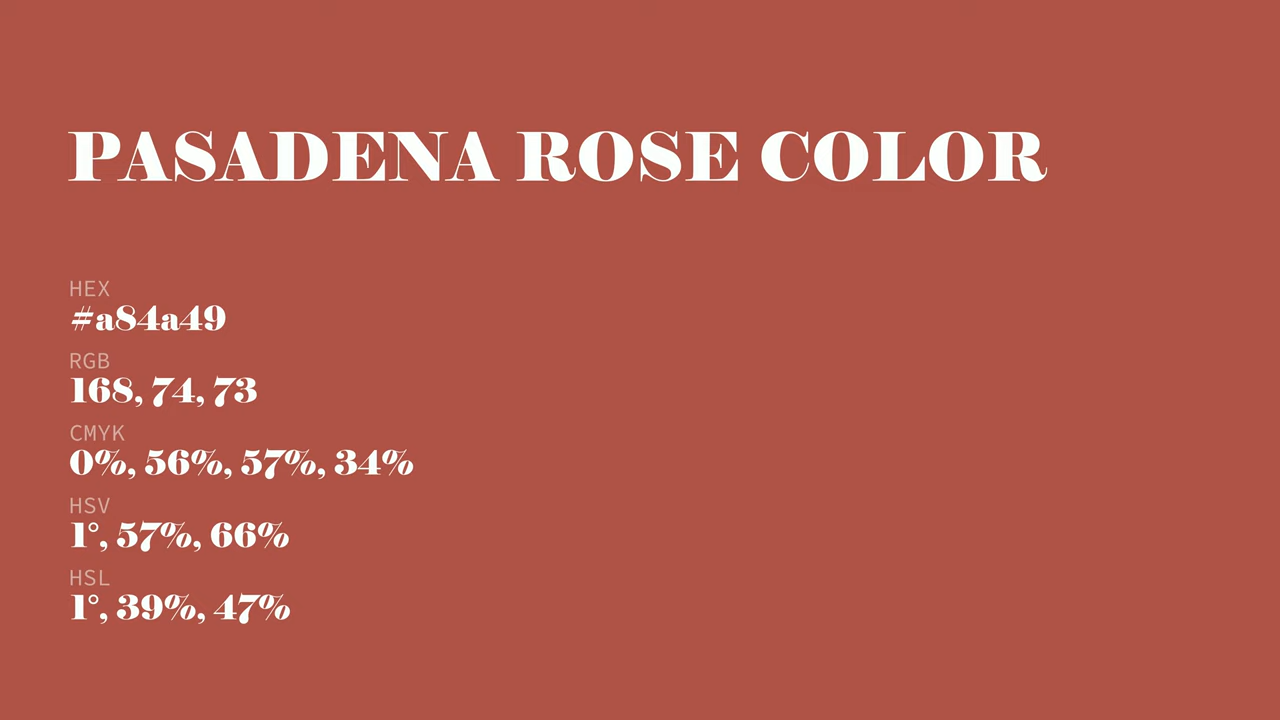 PASADENA ROSE COLOR
HEX
#a84a49
RGB
168, 74, 73
CMYK
0%, 56%, 57%, 34%
HSV
1°, 57%, 66%
HSL
1°, 39%, 47%